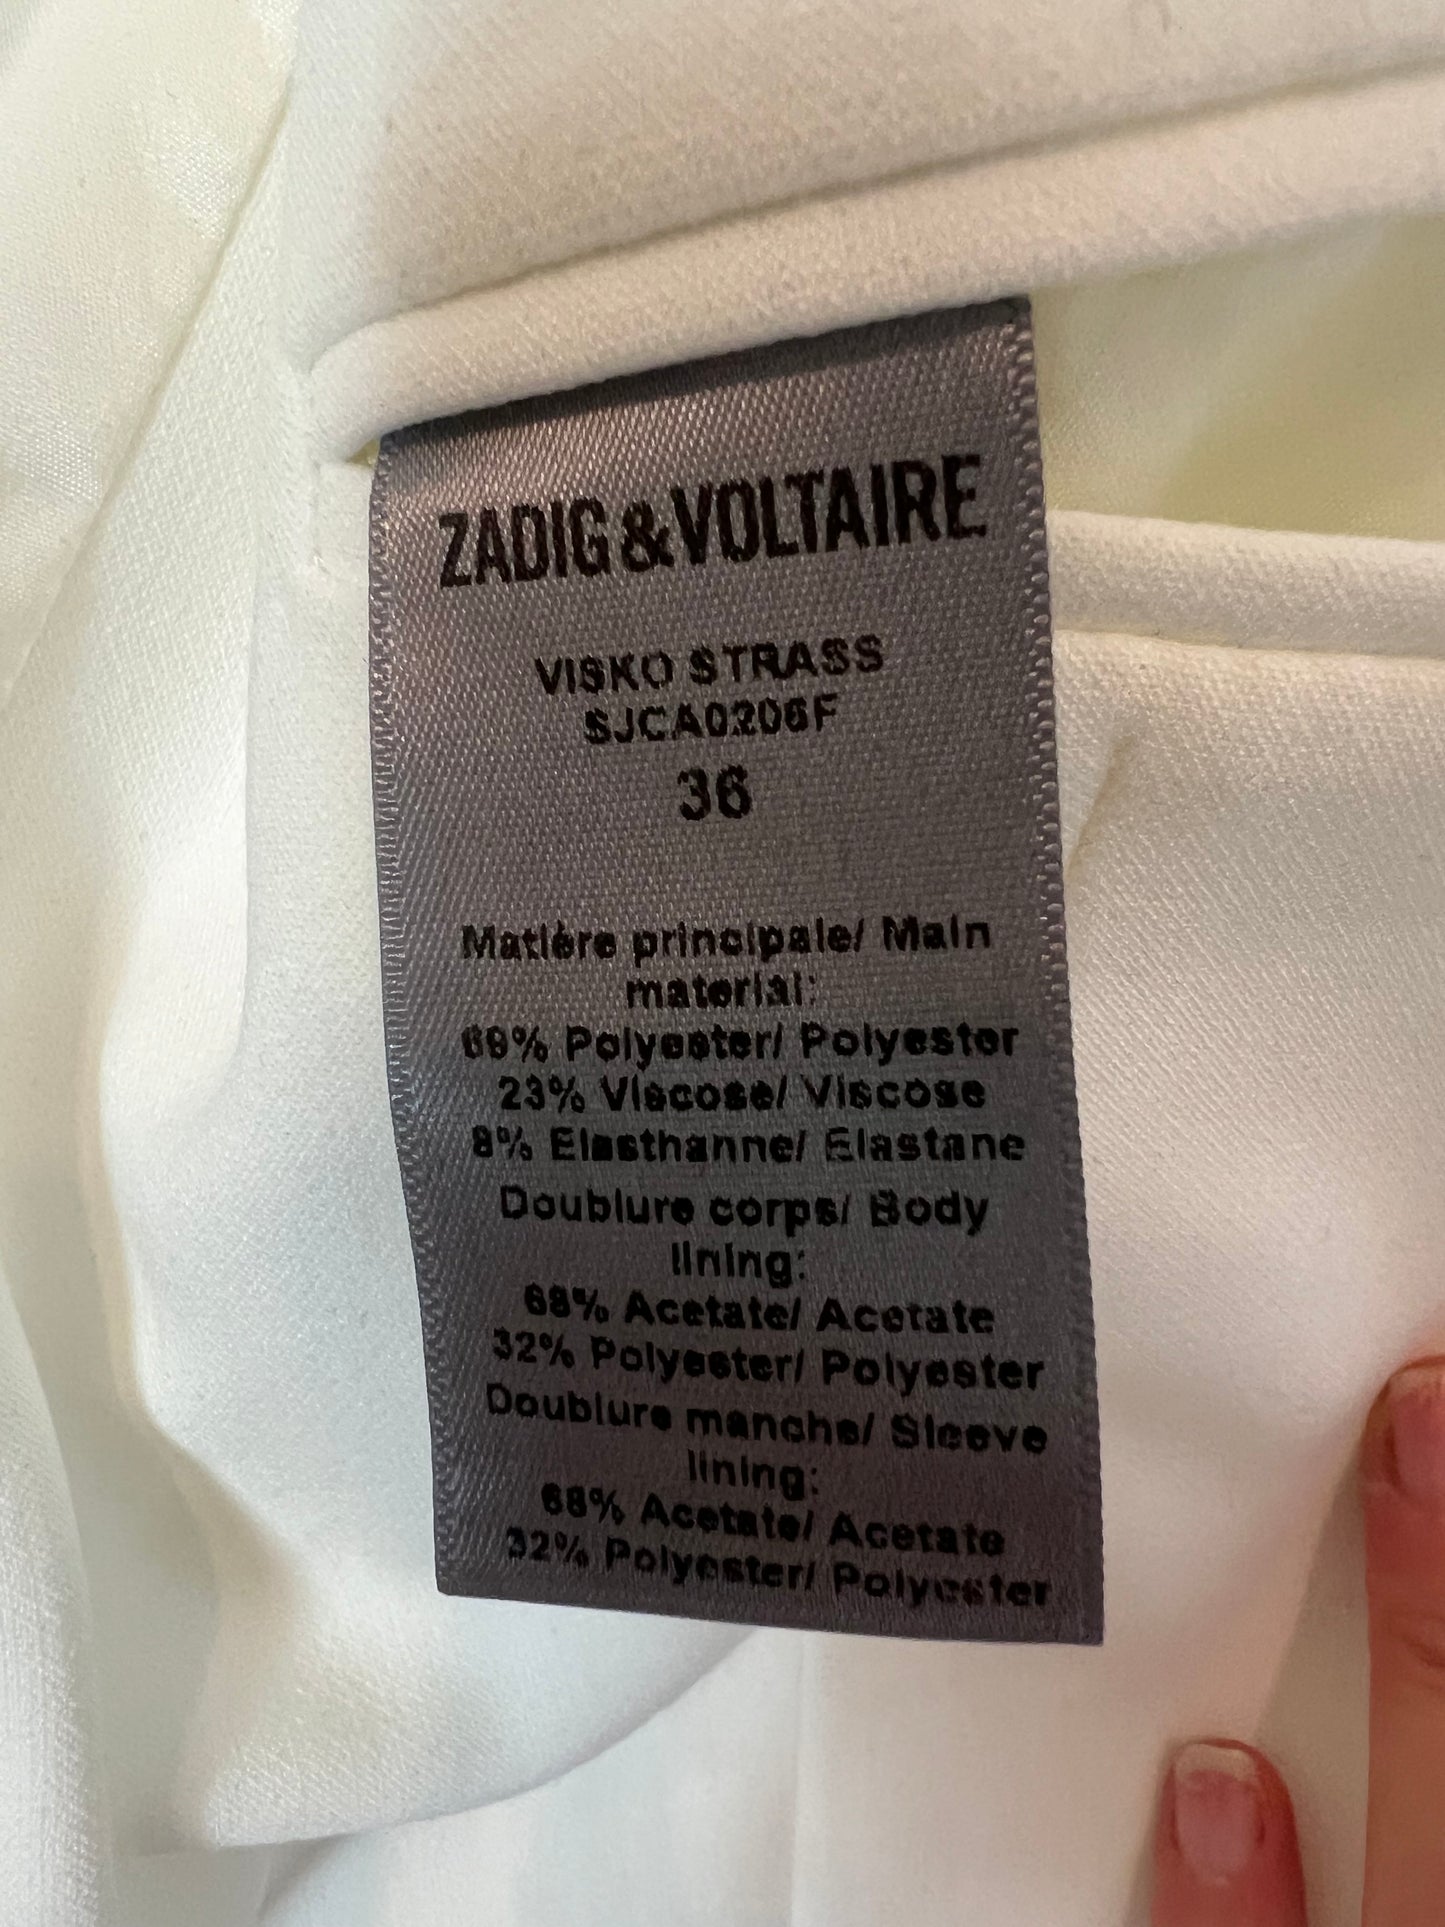 ZADIG & VOLTAIRE
VISKO STRASS
SJCA0206F
36
Matière principale/ Main
material:
69% Polyester/ Polyester
23% Viscose/ Viscose
8% Elasthanne/ Elastane
Doublure corps/ Body
lining:
68% Acetate/ Acetate
32% Polyester/ Polyester
Doublure manche/ Sleeve
lining:
68% Acetate/ Acetate
32% Polyester/ Polyester